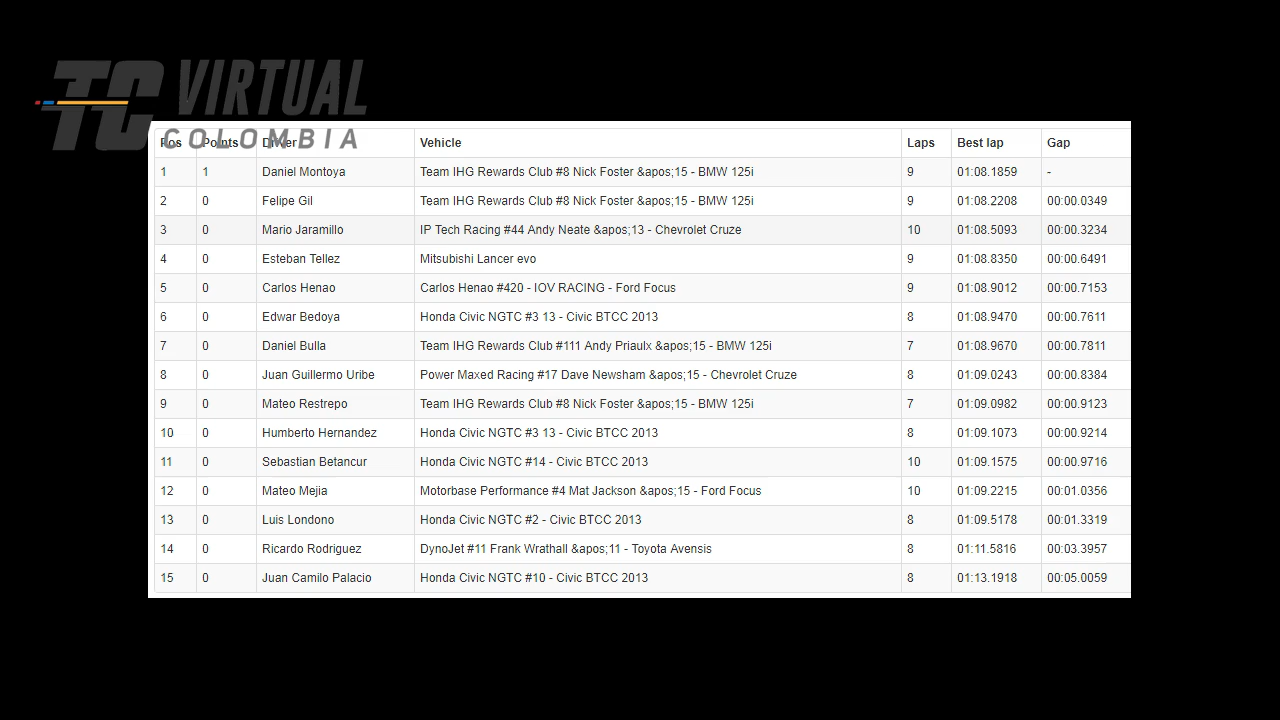 TC VIRTUAL
COLOMBIA
Pos Points Driver Vehicle Laps Best lap Gap
1 1 Daniel Montoya Team IHG Rewards Club #8 Nick Foster &apos;15 - BMW 125i 9 01:08.1859 -
2 0 Felipe Gil Team IHG Rewards Club #8 Nick Foster &apos;15 - BMW 125i 9 01:08.2208 00:00.0349
3 0 Mario Jaramillo IP Tech Racing #44 Andy Neate &apos;13 - Chevrolet Cruze 10 01:08.5093 00:00.3234
4 0 Esteban Tellez Mitsubishi Lancer evo 9 01:08.8350 00:00.6491
5 0 Carlos Henao Carlos Henao #420 - IOV RACING - Ford Focus 9 01:08.9012 00:00.7153
6 0 Edwar Bedoya Honda Civic NGTC #3 13 - Civic BTCC 2013 8 01:08.9470 00:00.7611
7 0 Daniel Bulla Team IHG Rewards Club #111 Andy Priaulx &apos;15 - BMW 125i 7 01:08.9670 00:00.7811
8 0 Juan Guillermo Uribe Power Maxed Racing #17 Dave Newsham &apos;15 - Chevrolet Cruze 8 01:09.0243 00:00.8384
9 0 Mateo Restrepo Team IHG Rewards Club #8 Nick Foster &apos;15 - BMW 125i 7 01:09.0982 00:00.9123
10 0 Humberto Hernandez Honda Civic NGTC #3 13 - Civic BTCC 2013 8 01:09.1073 00:00.9214
11 0 Sebastian Betancur Honda Civic NGTC #14 - Civic BTCC 2013 10 01:09.1575 00:00.9716
12 0 Mateo Mejia Motorbase Performance #4 Mat Jackson &apos;15 - Ford Focus 10 01:09.2215 00:01.0356
13 0 Luis Londono Honda Civic NGTC #2 - Civic BTCC 2013 8 01:09.5178 00:01.3319
14 0 Ricardo Rodriguez DynoJet #11 Frank Wrathall &apos;11 - Toyota Avensis 8 01:11.5816 00:03.3957
15 0 Juan Camilo Palacio Honda Civic NGTC #10 - Civic BTCC 2013 8 01:13.1918 00:05.0059